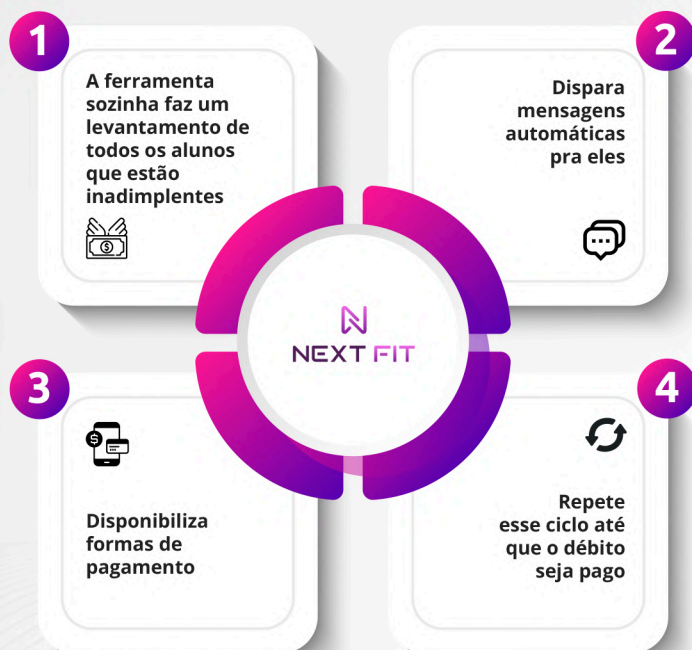 1
A ferramenta
sozinha faz um
levantamento de
todos os alunos
que estão
inadimplentes
2
Dispara
mensagens
automáticas
pra eles
NEXT FIT
3
Disponibiliza
formas de
pagamento
4
Repete
esse ciclo até
que o débito
seja pago